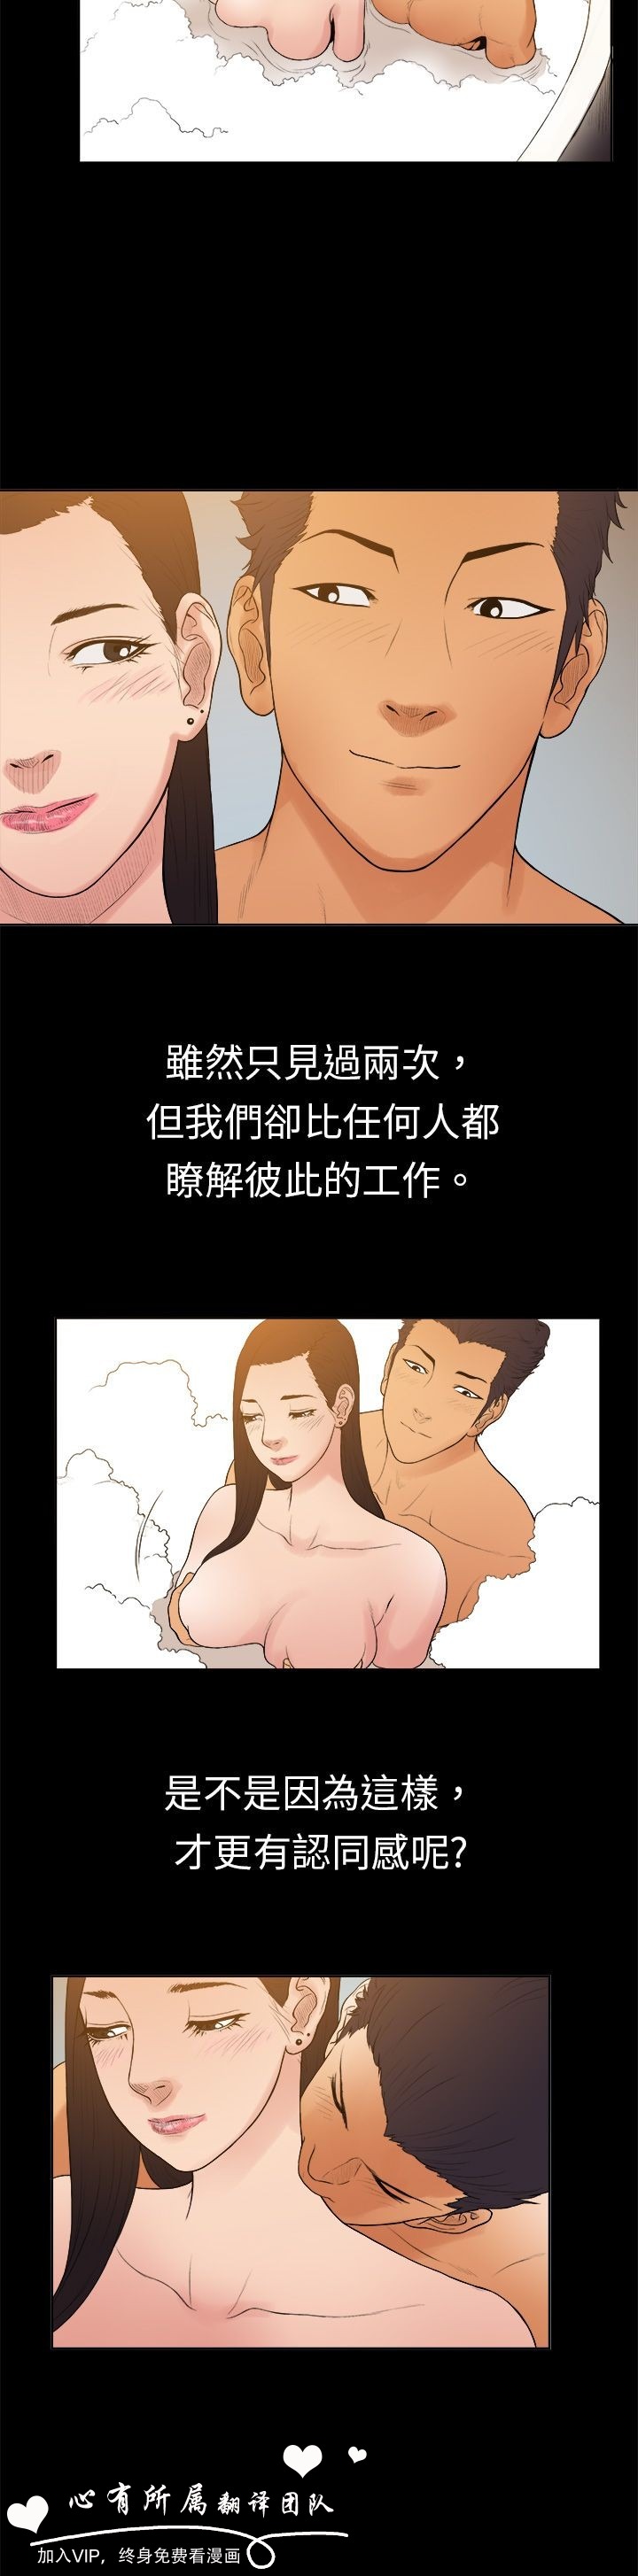 雖然只見過兩次，
但我們卻比任何人都
瞭解彼此的工作。
是不是因為這樣，
才更有認同感呢?
心有所属翻译团队
加入VIP，终身免费看漫画